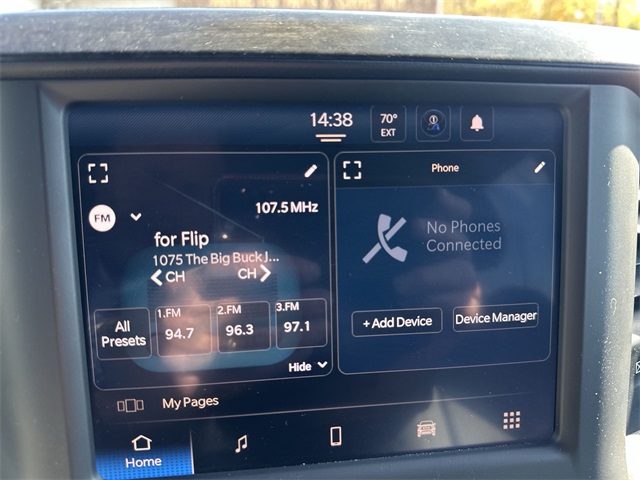 14:38
70°
EXT
Phone
FM
107.5 MHz
for Flip
1075 The Big Buck J...
CH
CH
No Phones
Connected
All
Presets
1.FM
94.7
2.FM
96.3
3.FM
97.1
+ Add Device
Device Manager
Hide
My Pages
Home